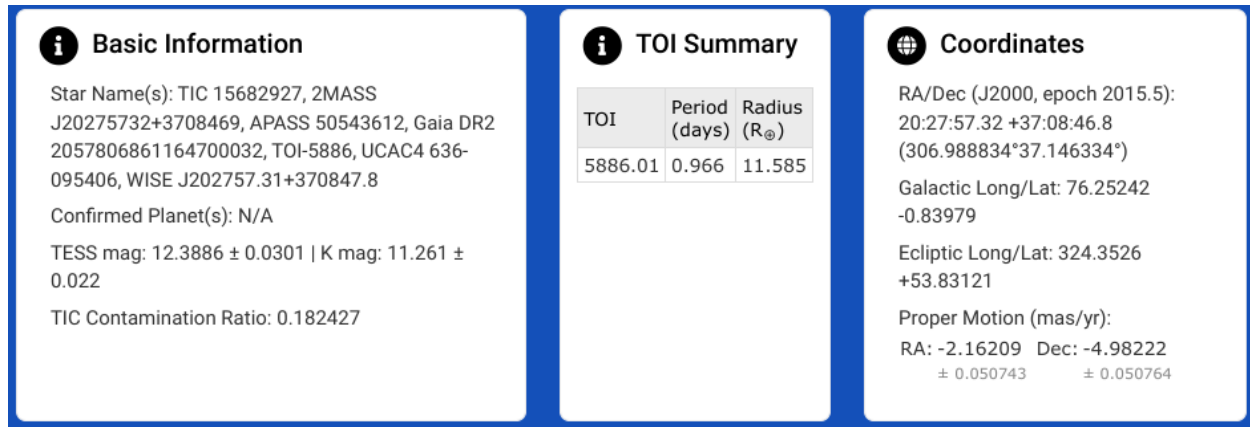 Basic Information
Star Name(s): TIC 15682927, 2MASS
J20275732+3708469, APASS 50543612, Gaia DR2
2057806861164700032, TOI-5886, UCAC4 636-
095406, WISE J202757.31+370847.8
Confirmed Planet(s): N/A
TESS mag: 12.3886 ± 0.0301 | K mag: 11.261 ±
0.022
TIC Contamination Ratio: 0.182427
TOI Summary
TOI Period (days) Radius (R⊕)
5886.01 0.966 11.585
Coordinates
RA/Dec (J2000, epoch 2015.5):
20:27:57.32 +37:08:46.8
(306.988834°37.146334°)
Galactic Long/Lat: 76.25242
-0.83979
Ecliptic Long/Lat: 324.3526
+53.83121
Proper Motion (mas/yr):
RA: -2.16209 Dec: -4.98222
± 0.050743 ± 0.050764